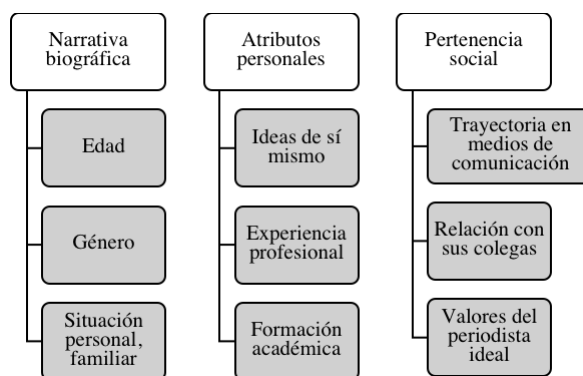 Narrativa
biográfica
Edad
Género
Situación
personal,
familiar
Atributos
personales
Ideas de sí
mismo
Experiencia
profesional
Formación
académica
Pertenencia
social
Trayectoria en
medios de
comunicación
Relación con
sus colegas
Valores del
periodista
ideal